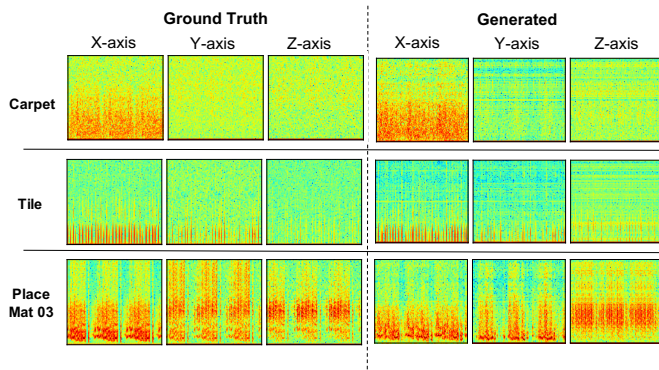 Ground Truth Generated
X-axis Y-axis Z-axis X-axis Y-axis Z-axis
Carpet
Tile
Place
Mat 03